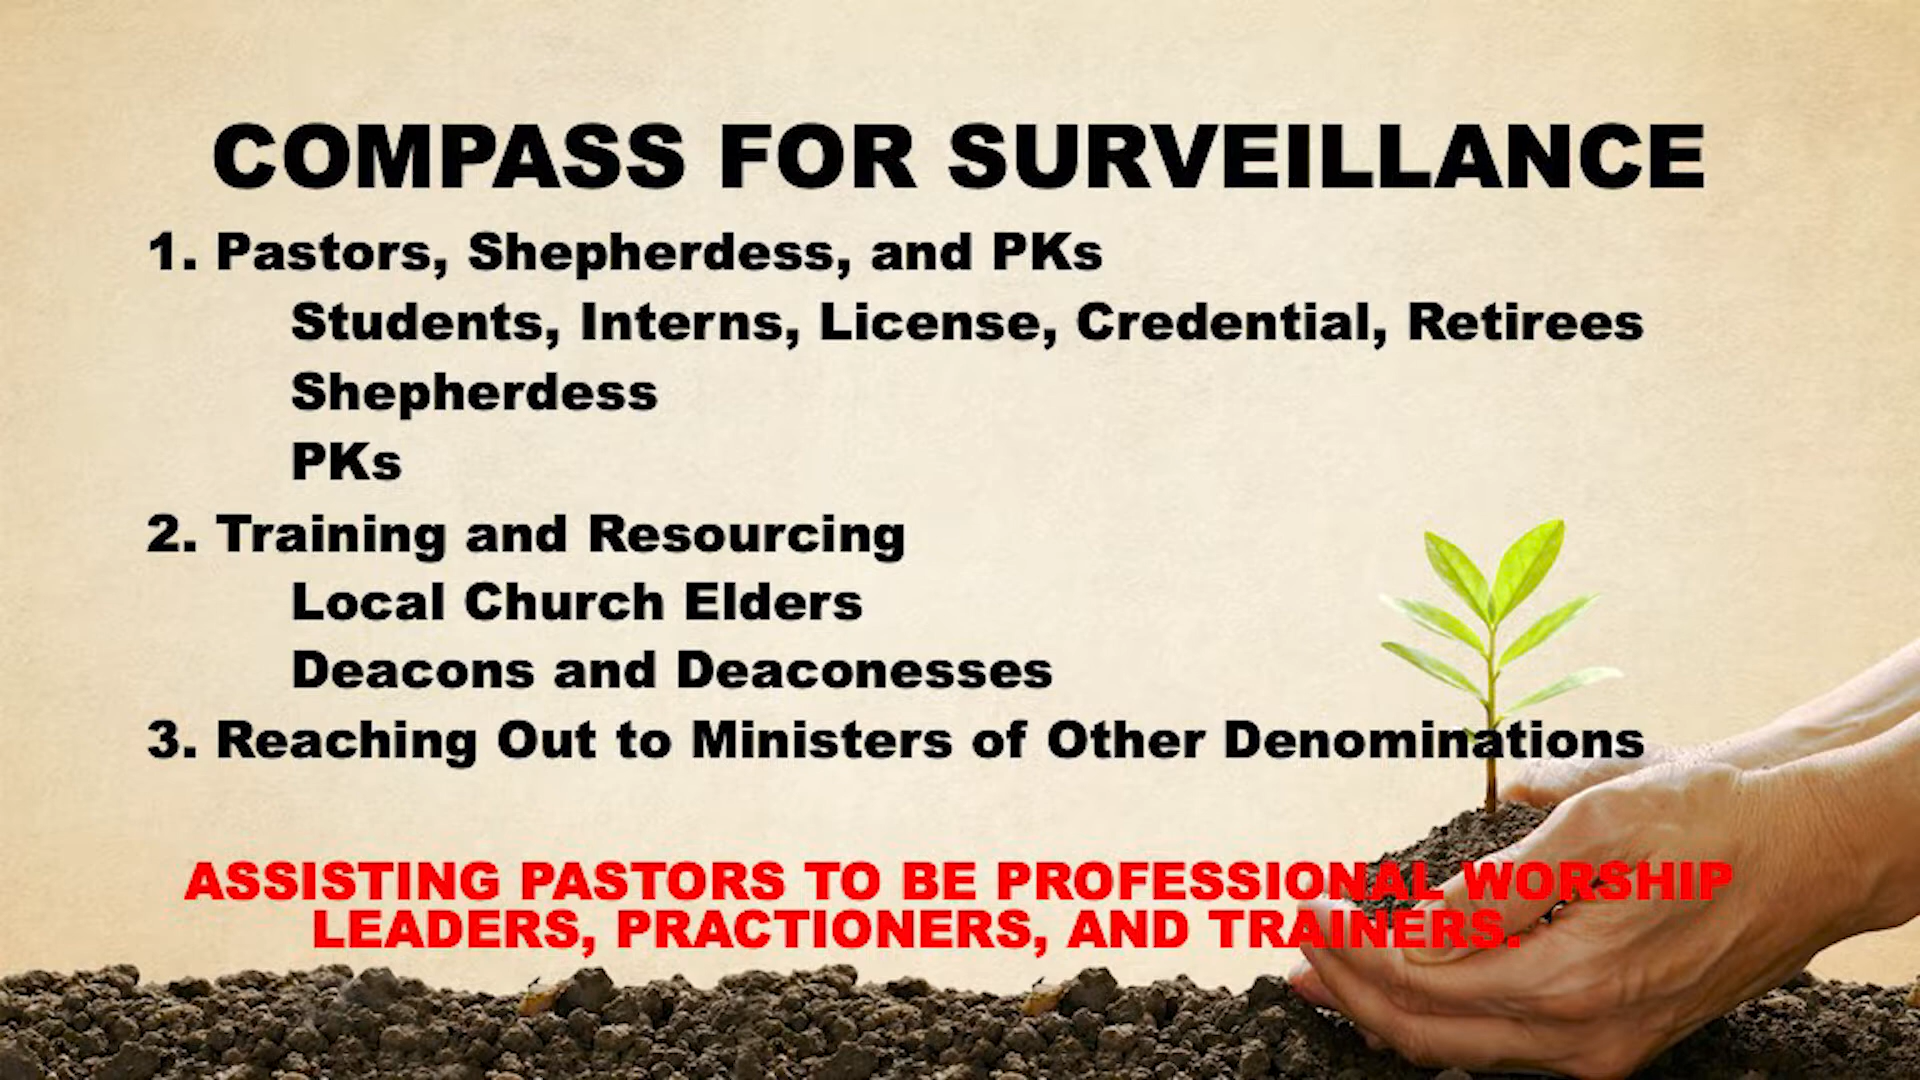 COMPASS FOR SURVEILLANCE
1. Pastors, Shepherdess, and PKs
Students, Interns, License, Credential, Retirees
Shepherdess
PKs
2. Training and Resourcing
Local Church Elders
Deacons and Deaconesses
3. Reaching Out to Ministers of Other Denominations
ASSISTING PASTORS TO BE PROFESSIONAL WORSHIP
LEADERS, PRACTIONERS, AND TRAINERS.